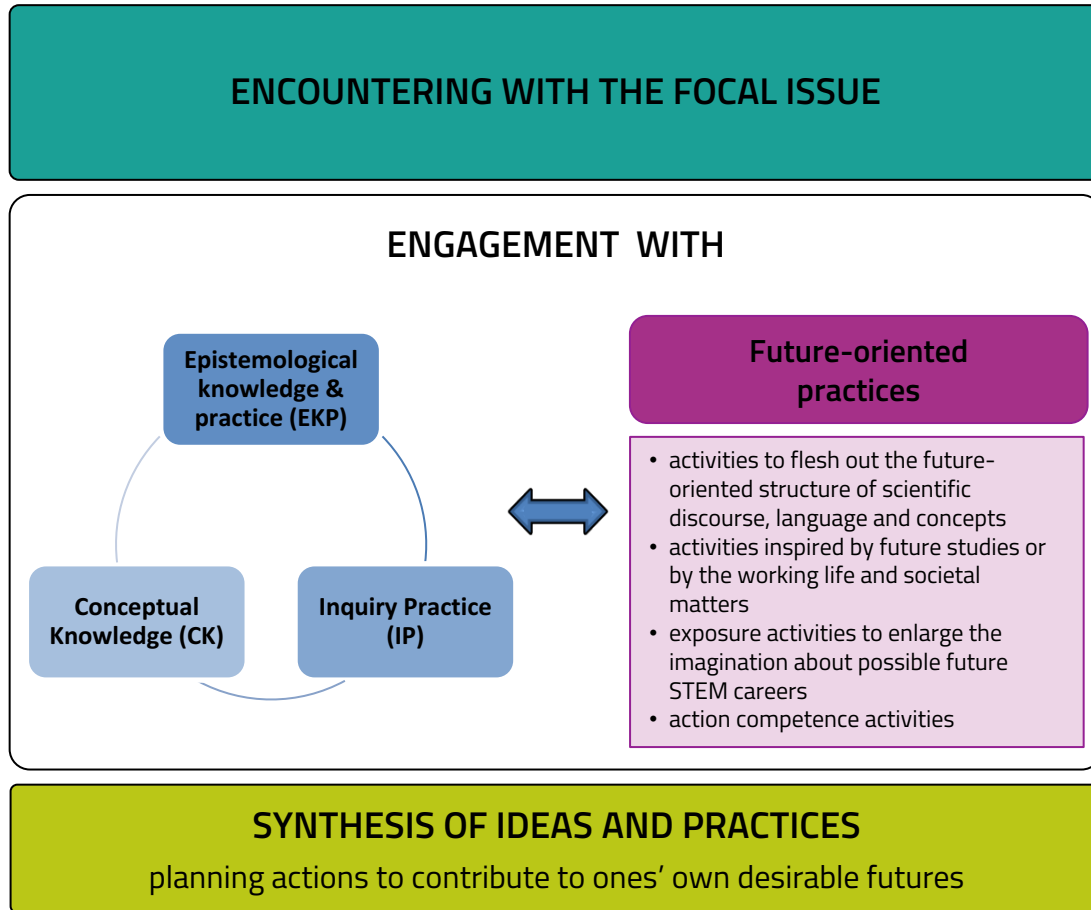 ENCOUNTERING WITH THE FOCAL ISSUE
ENGAGEMENT WITH
Epistemological
knowledge &
practice (EKP)
Conceptual
Knowledge (CK)
Inquiry Practice
(IP)
Future-oriented
practices
• activities to flesh out the future-
oriented structure of scientific
discourse, language and concepts
• activities inspired by future studies or
by the working life and societal
matters
• exposure activities to enlarge the
imagination about possible future
STEM careers
• action competence activities
SYNTHESIS OF IDEAS AND PRACTICES
planning actions to contribute to ones' own desirable futures